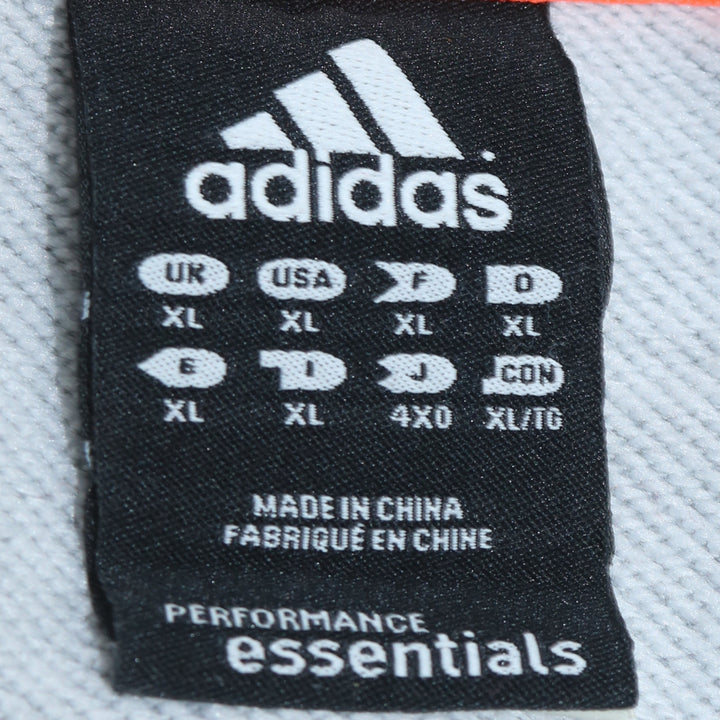 adidas
UK USA F D
XL XL XL XL
E I J CON
XL XL 4XO XL/TG
MADE IN CHINA
FABRIQUÉ EN CHINE
PERFORMANCE
essentials